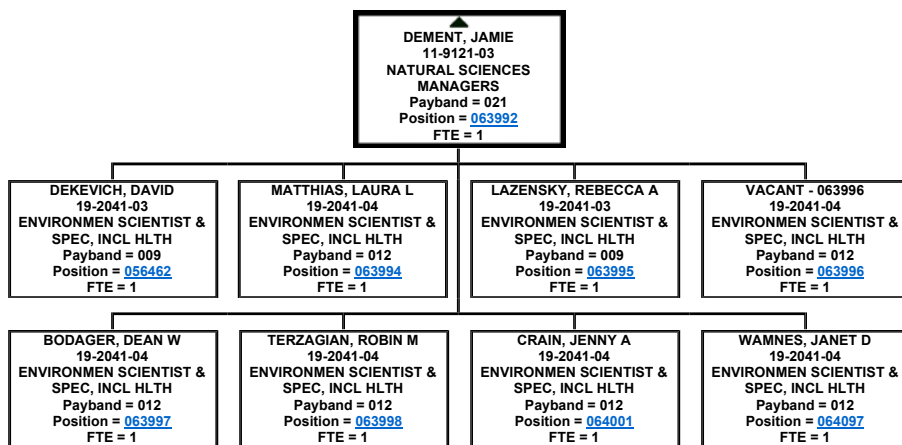 DEMENT, JAMIE
11-9121-03
NATURAL SCIENCES
MANAGERS
Payband = 021
Position = 063992
FTE = 1
DEKEVICH, DAVID
19-2041-03
ENVIRONMEN SCIENTIST &
SPEC, INCL HLTH
Payband = 009
Position = 056462
FTE = 1
MATTHIAS, LAURA L
19-2041-04
ENVIRONMEN SCIENTIST &
SPEC, INCL HLTH
Payband = 012
Position = 063994
FTE = 1
LAZENSKY, REBECCA A
19-2041-03
ENVIRONMEN SCIENTIST &
SPEC, INCL HLTH
Payband = 009
Position = 063995
FTE = 1
VACANT - 063996
19-2041-04
ENVIRONMEN SCIENTIST &
SPEC, INCL HLTH
Payband = 012
Position = 063996
FTE = 1
BODAGER, DEAN W
19-2041-04
ENVIRONMEN SCIENTIST &
SPEC, INCL HLTH
Payband = 012
Position = 063997
FTE = 1
TERZAGIAN, ROBIN M
19-2041-04
ENVIRONMEN SCIENTIST &
SPEC, INCL HLTH
Payband = 012
Position = 063998
FTE = 1
CRAIN, JENNY A
19-2041-04
ENVIRONMEN SCIENTIST &
SPEC, INCL HLTH
Payband = 012
Position = 064001
FTE = 1
WAMNES, JANET D
19-2041-04
ENVIRONMEN SCIENTIST &
SPEC, INCL HLTH
Payband = 012
Position = 064097
FTE = 1